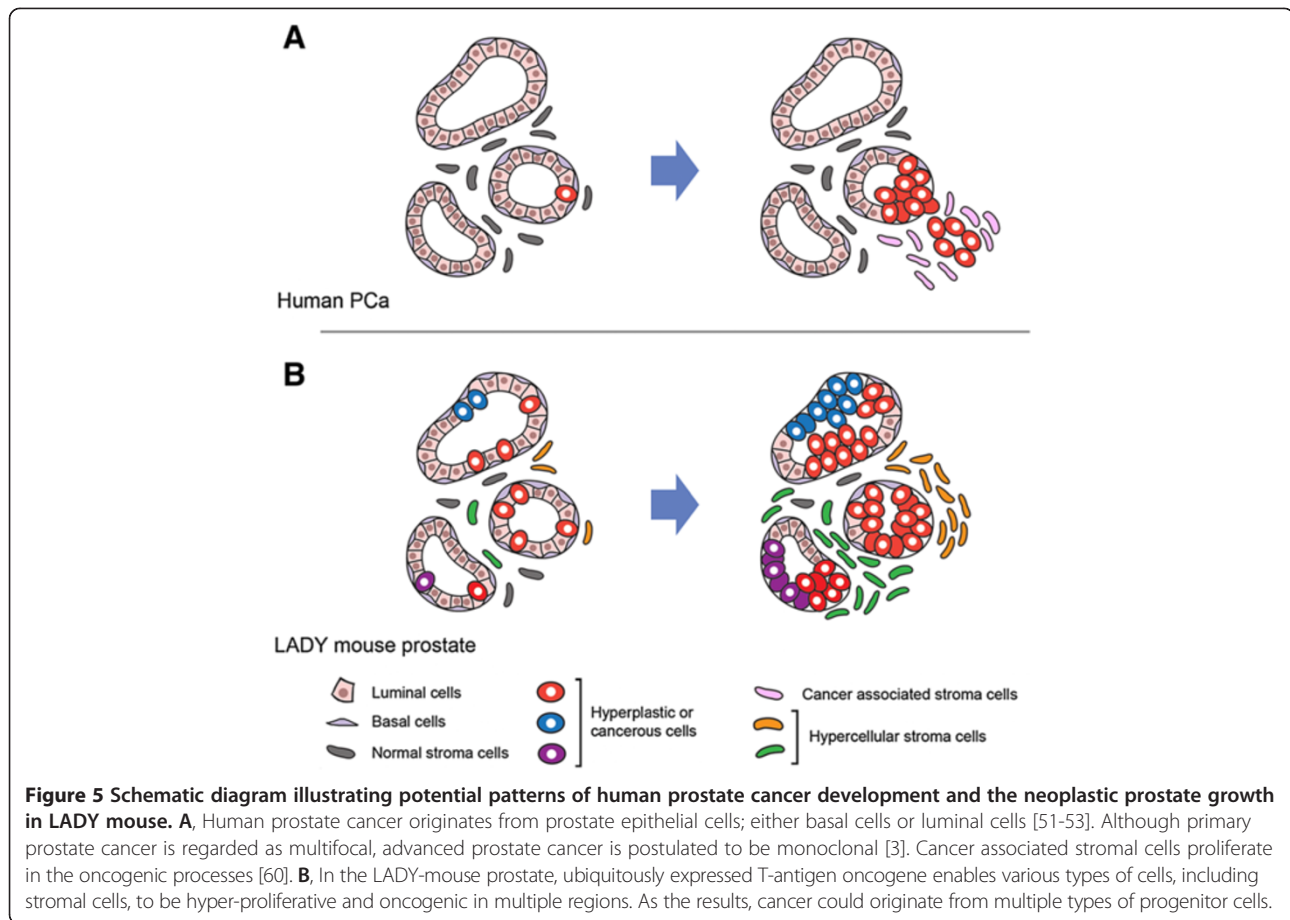 A
Human PCa
B
LADY mouse prostate
Luminal cells
Basal cells
Normal stroma cells
Hyperplastic or
cancerous cells
Cancer associated stroma cells
Hypercellular stroma cells
Figure 5 Schematic diagram illustrating potential patterns of human prostate cancer development and the neoplastic prostate growth
in LADY mouse. A, Human prostate cancer originates from prostate epithelial cells; either basal cells or luminal cells [51-53]. Although primary
prostate cancer is regarded as multifocal, advanced prostate cancer is postulated to be monoclonal [3]. Cancer associated stromal cells proliferate
in the oncogenic processes [60]. B, In the LADY-mouse prostate, ubiquitously expressed T-antigen oncogene enables various types of cells, including
stromal cells, to be hyper-proliferative and oncogenic in multiple regions. As the results, cancer could originate from multiple types of progenitor cells.